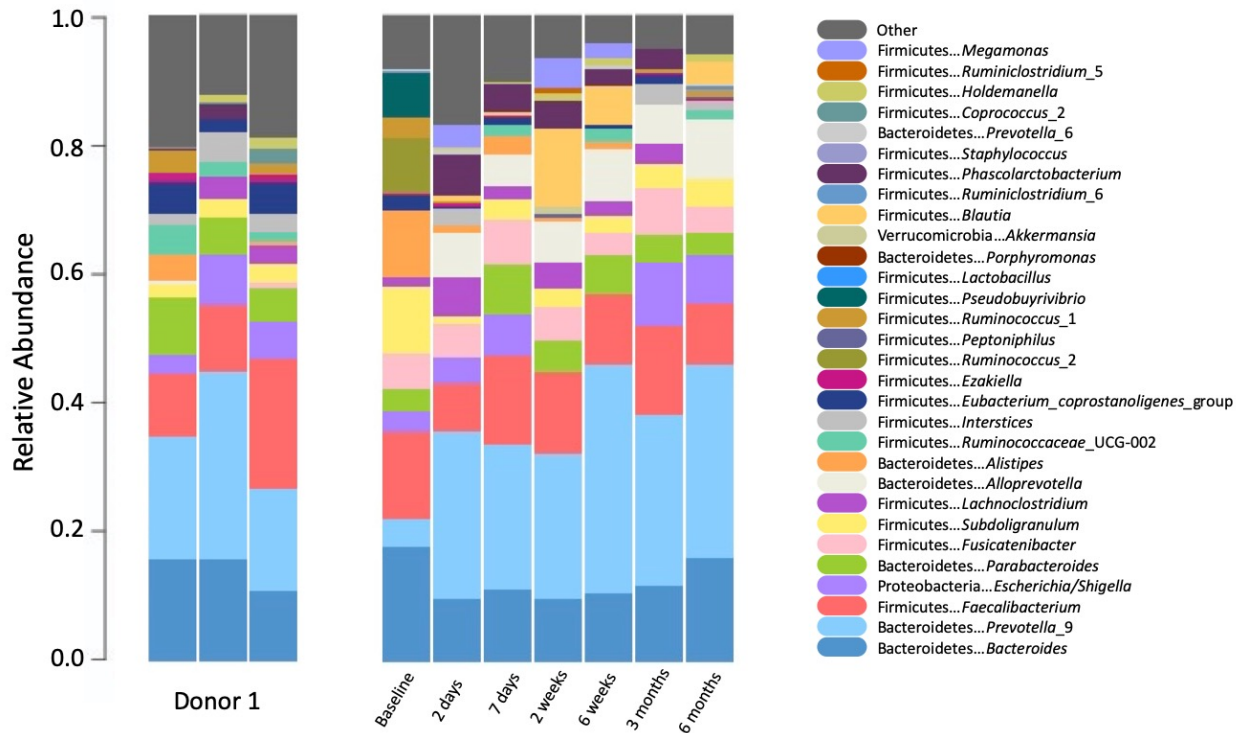 Relative Abundance
1.0
0.8
0.6
0.4
0.2
0.0
Donor 1
Baseline
2 days
7 days
2 weeks
6 weeks
3 months
6 months
Other
Firmicutes...Megamonas
Firmicutes...Ruminiclostridium_5
Firmicutes...Holdemanella
Firmicutes...Coprococcus_2
Bacteroidetes...Prevotella_6
Firmicutes...Staphylococcus
Firmicutes...Phascolarctobacterium
Firmicutes...Ruminiclostridium_6
Firmicutes...Blautia
Verrucomicrobia...Akkermansia
Bacteroidetes...Porphyromonas
Firmicutes...Lactobacillus
Firmicutes...Pseudobuyrivibrio
Firmicutes...Ruminococcus_1
Firmicutes...Peptoniphilus
Firmicutes...Ruminococcus_2
Firmicutes...Ezakiella
Firmicutes...Eubacterium_coprostanoligenes_group
Firmicutes...Interstices
Firmicutes...Ruminococcaceae_UCG-002
Bacteroidetes...Alistipes
Bacteroidetes...Alloprevotella
Firmicutes...Lachnoclostridium
Firmicutes...Subdoligranulum
Firmicutes...Fusicatenibacter
Bacteroidetes...Parabacteroides
Proteobacteria...Escherichia/Shigella
Firmicutes...Faecalibacterium
Bacteroidetes...Prevotella_9
Bacteroidetes...Bacteroides